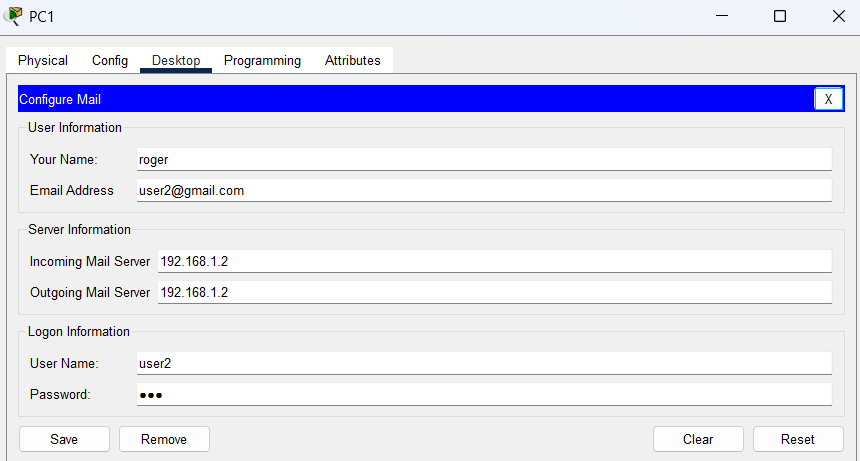 PC1
Physical Config Desktop Programming Attributes
Configure Mail X
User Information
Your Name: roger
Email Address user2@gmail.com
Server Information
Incoming Mail Server 192.168.1.2
Outgoing Mail Server 192.168.1.2
Logon Information
User Name: user2
Password: ●●●
Save Remove Clear Reset